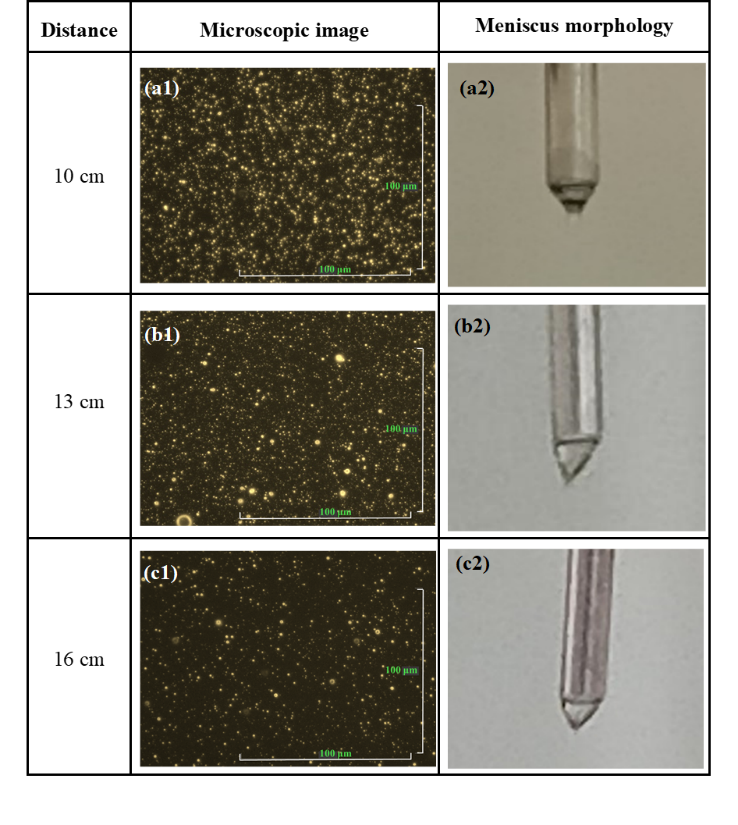 Distance
Microscopic image
Meniscus morphology
10 cm
(a1)
100 µm
100 µm
(a2)
13 cm
(b1)
100 µm
100 µm
(b2)
16 cm
(c1)
100 µm
100 µm
(c2)